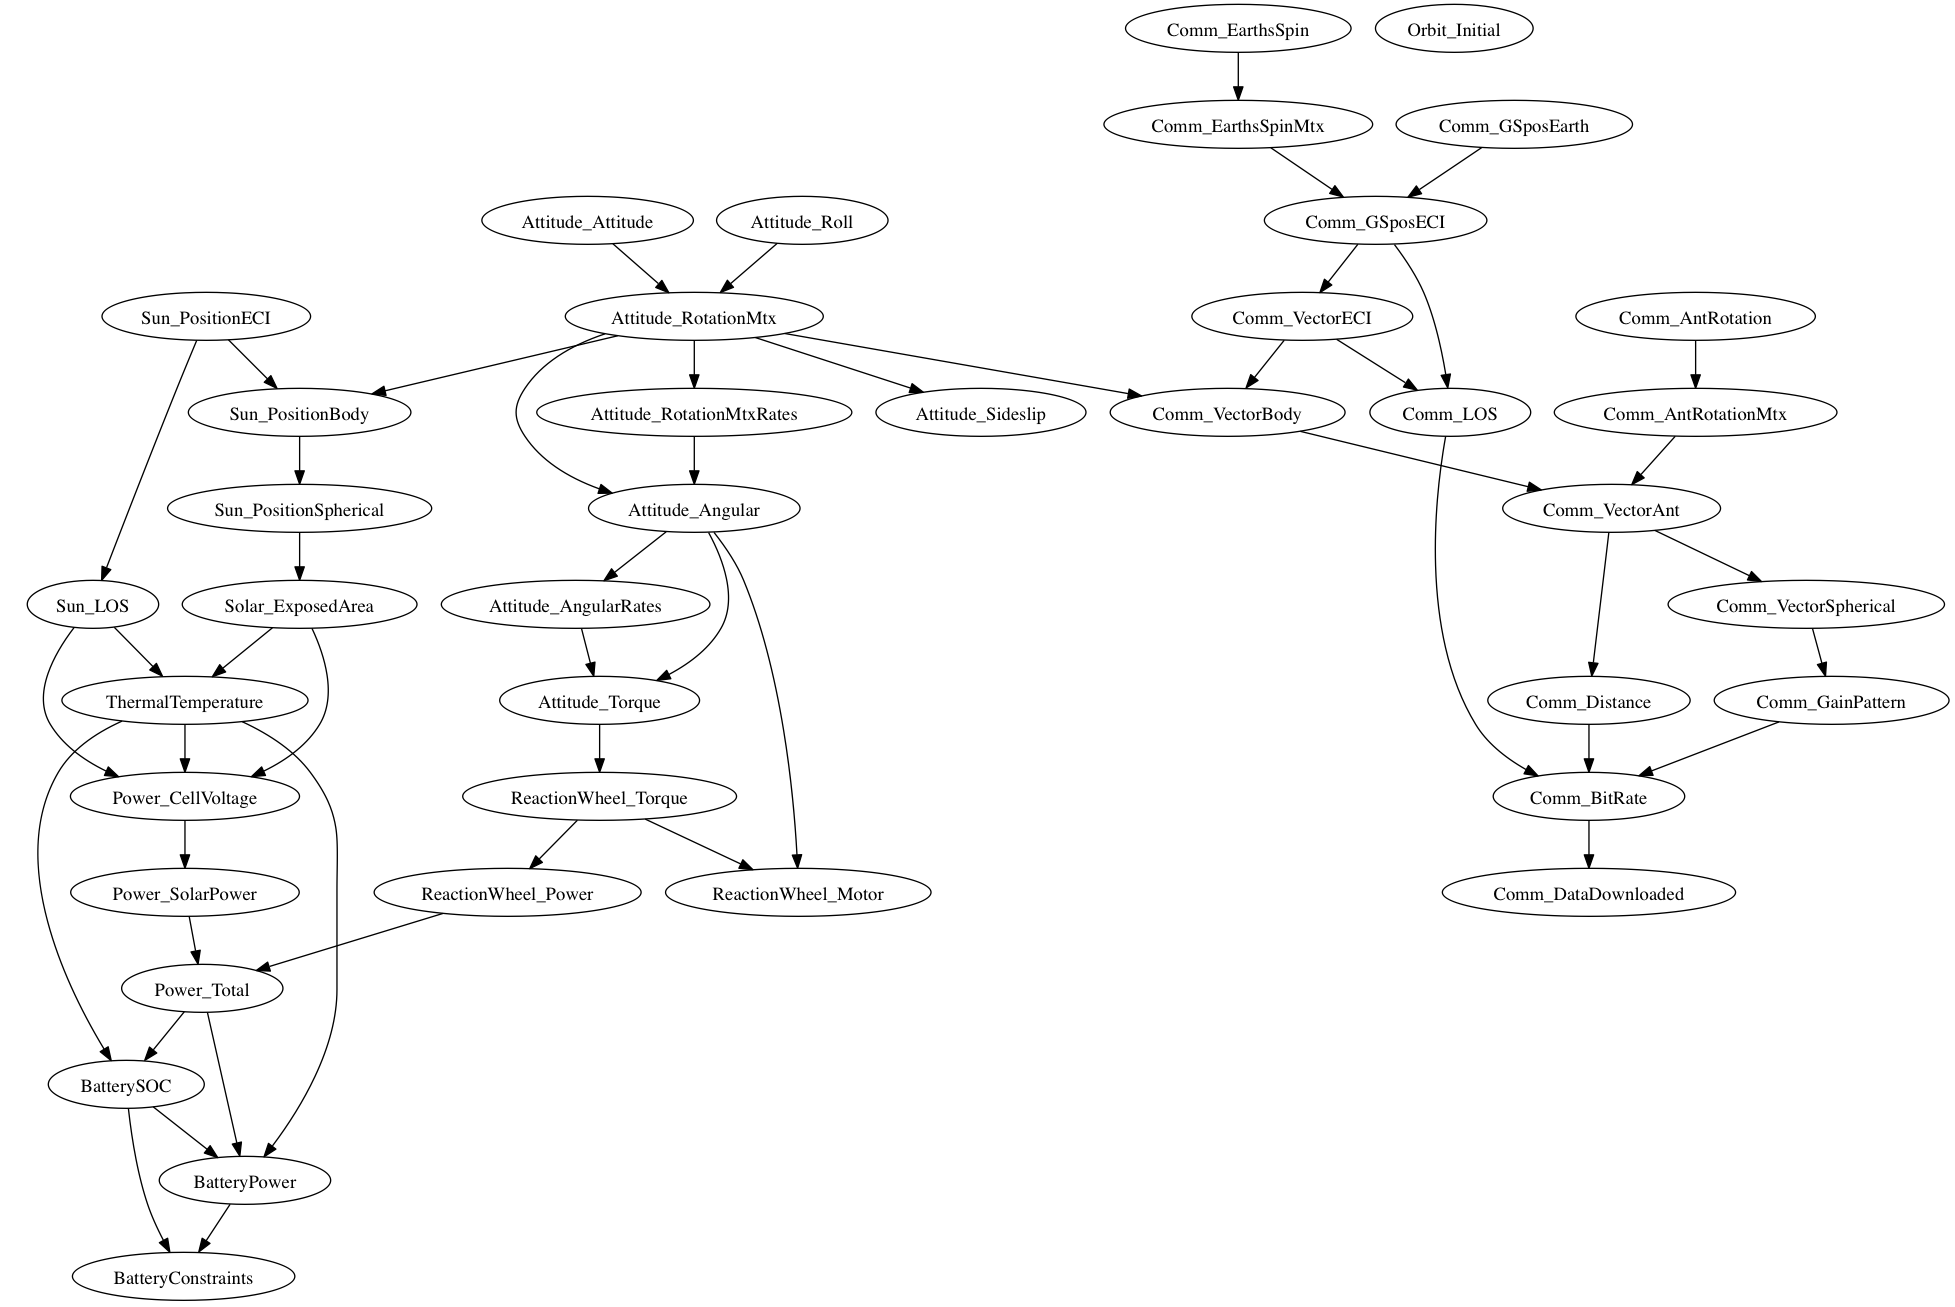 Comm_EarthsSpin
Orbit_Initial
Comm_EarthsSpinMtx
Comm_GSposEarth
Attitude_Attitude
Attitude_Roll
Comm_GSposECI
Sun_PositionECI
Attitude_RotationMtx
Comm_VectorECI
Comm_AntRotation
Sun_PositionBody
Attitude_RotationMtxRates
Attitude_Sideslip
Comm_VectorBody
Comm_LOS
Comm_AntRotationMtx
Sun_PositionSpherical
Attitude_Angular
Comm_VectorAnt
Sun_LOS
Solar_ExposedArea
Attitude_AngularRates
Comm_VectorSpherical
ThermalTemperature
Attitude_Torque
Comm_Distance
Comm_GainPattern
Power_CellVoltage
ReactionWheel_Torque
Comm_BitRate
Power_SolarPower
ReactionWheel_Power
ReactionWheel_Motor
Comm_DataDownloaded
Power_Total
BatterySOC
BatteryPower
BatteryConstraints